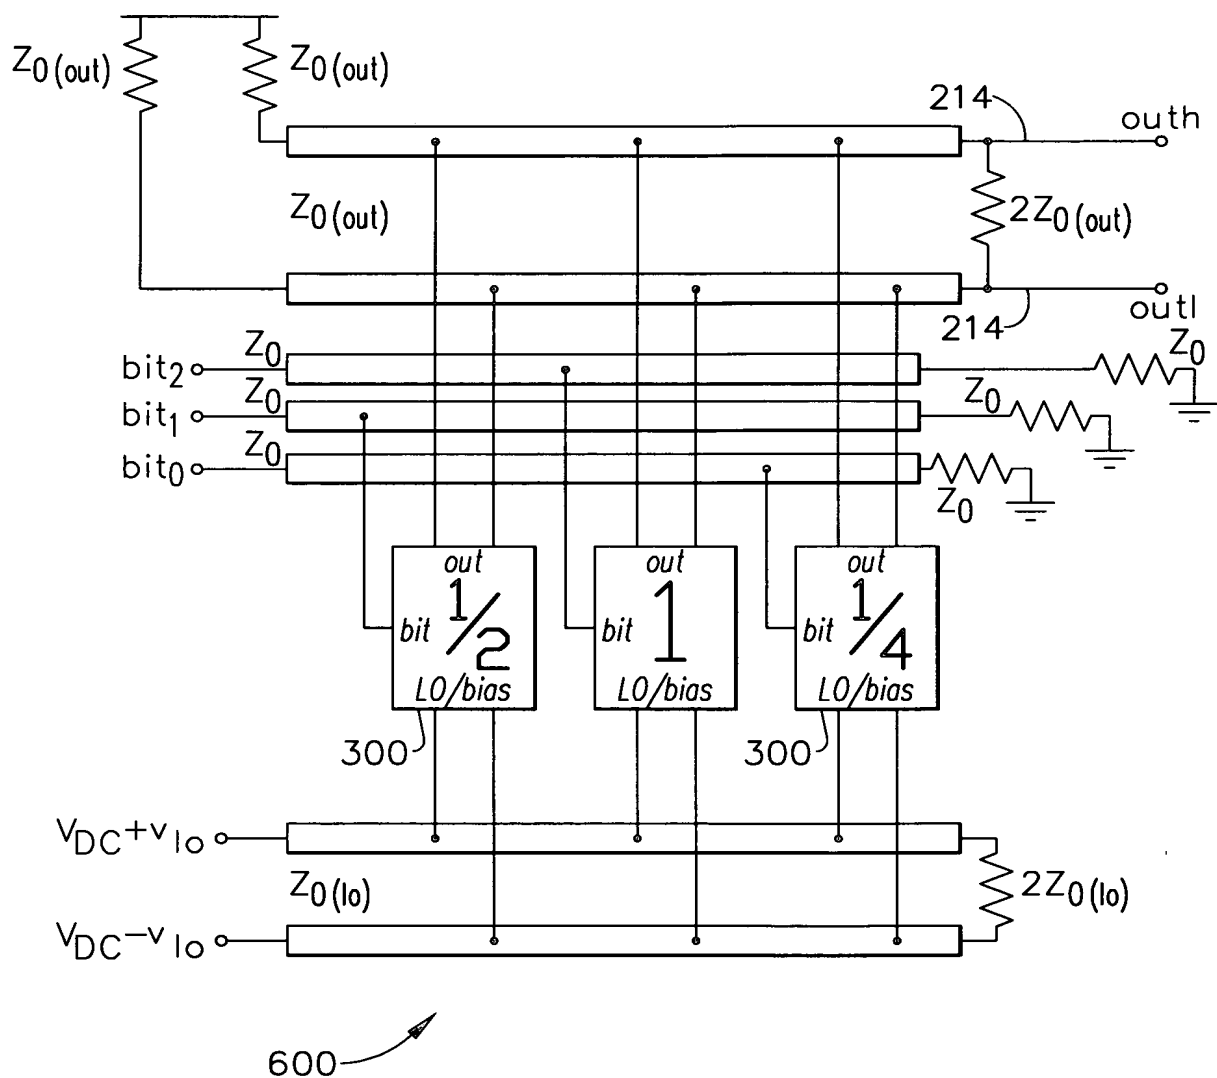 Z0(out)
Z0(out)
214
outh
Z0(out)
2Z0(out)
214
outl
bit2
Z0
Z0
bit1
Z0
Z0
bit0
Z0
Z0
out
1/2
bit
LO/bias
out
1
bit
LO/bias
out
1/4
bit
LO/bias
300
300
VDC+vlo
Z0(lo)
2Z0(lo)
VDC−vlo
600